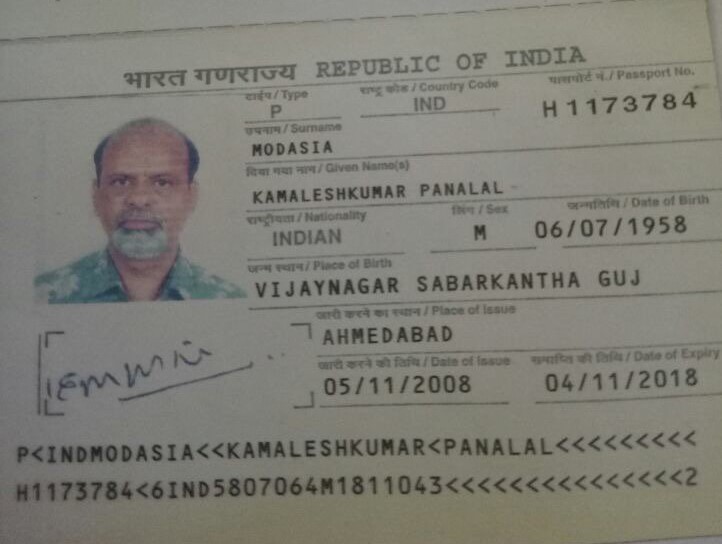 भारत गणराज्य REPUBLIC OF INDIA
टाईप / Type राष्ट्र कोड / Country Code पासपोर्ट नं. / Passport No.
P IND H1173784
उपनाम / Surname
MODASIA
दिया गया नाम / Given Name(s)
KAMALESHKUMAR PANALAL
राष्ट्रीयता / Nationality लिंग / Sex जन्मतिथि / Date of Birth
INDIAN M 06/07/1958
जन्म स्थान / Place of Birth
VIJAYNAGAR SABARKANTHA GUJ
जारी करने का स्थान / Place of Issue
AHMEDABAD
जारी करने की तिथि / Date of Issue समाप्ति की तिथि / Date of Expiry
05/11/2008 04/11/2018
P<INDMODASIA<<KAMALESHKUMAR<PANALAL<<<<<<<<<
H1173784<6IND5807064M1811043<<<<<<<<<<<<<<<2